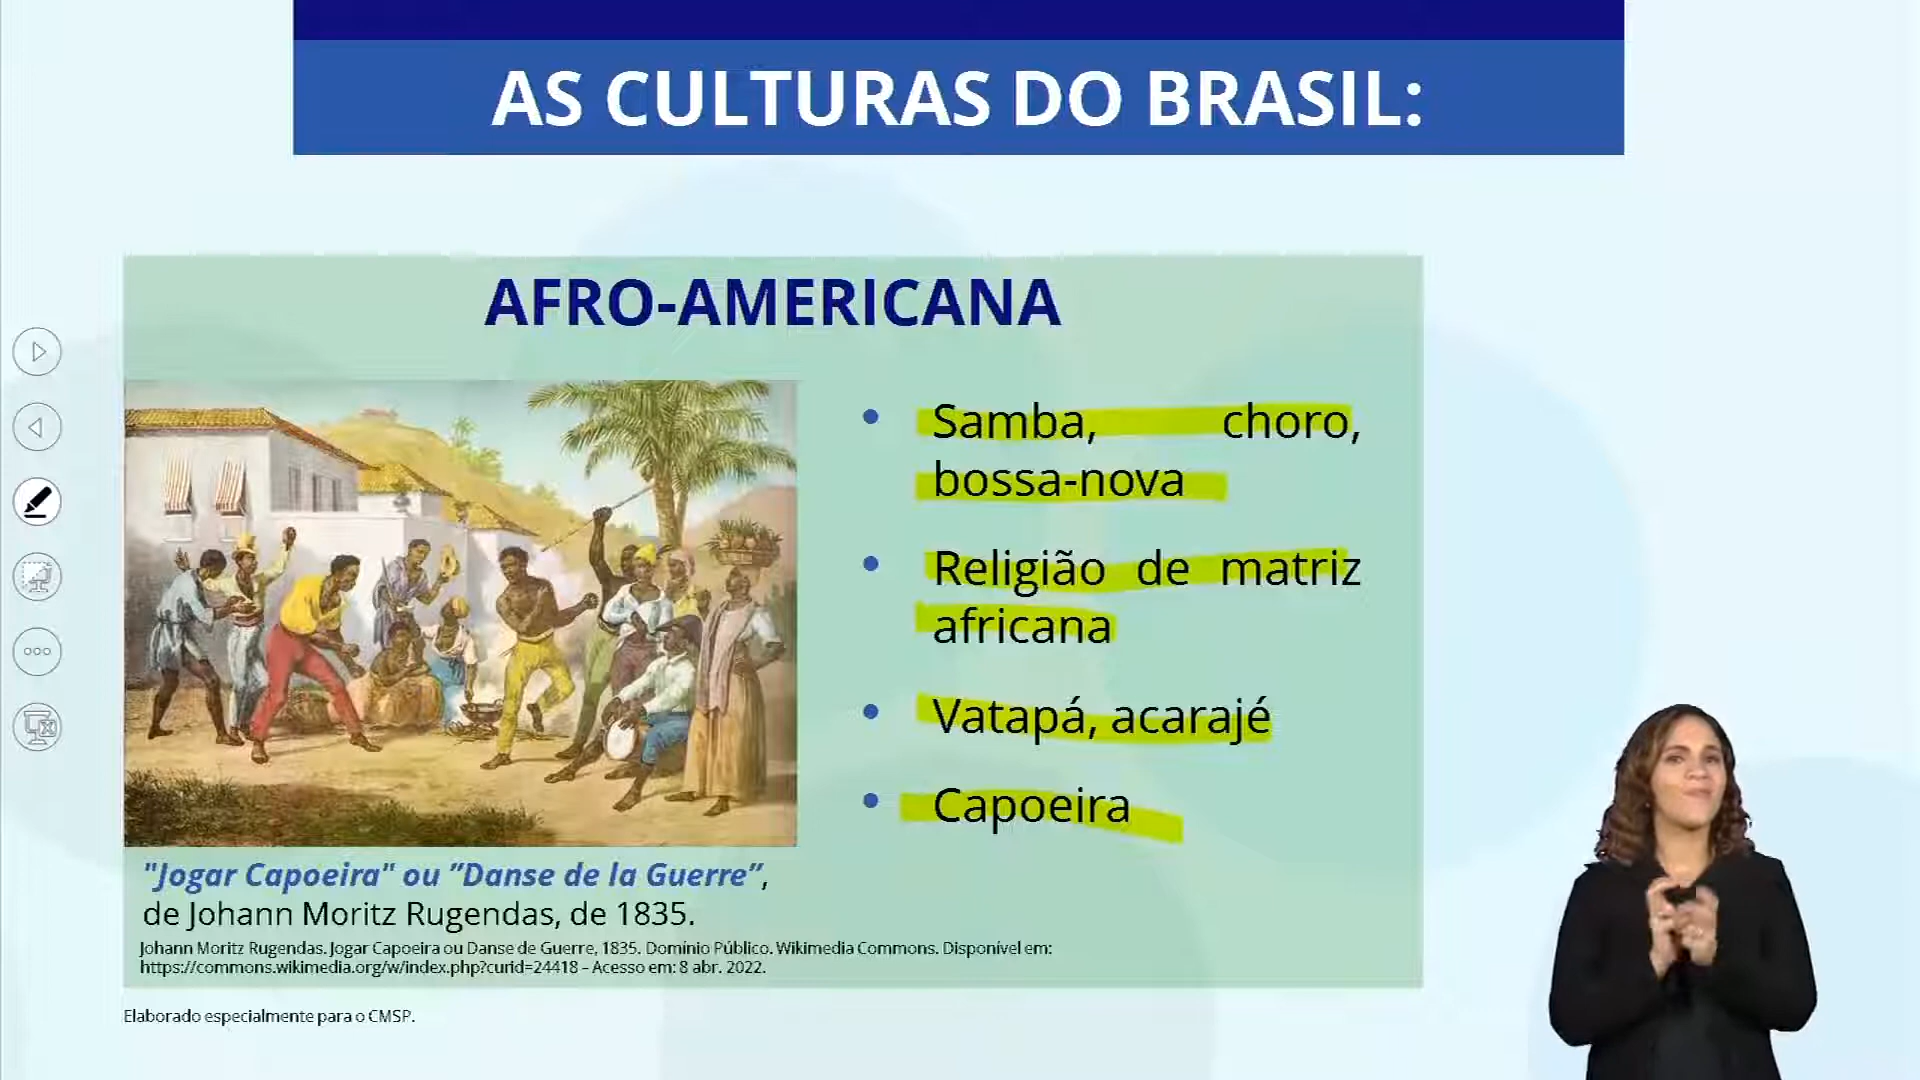 AS CULTURAS DO BRASIL:
AFRO-AMERICANA
• Samba, choro,
bossa-nova
• Religião de matriz
africana
• Vatapá, acarajé
• Capoeira
"Jogar Capoeira" ou ”Danse de la Guerre”,
de Johann Moritz Rugendas, de 1835.
Johann Moritz Rugendas. Jogar Capoeira ou Danse de Guerre, 1835. Domínio Público. Wikimedia Commons. Disponível em:
https://commons.wikimedia.org/w/index.php?curid=24418 – Acesso em: 8 abr. 2022.
Elaborado especialmente para o CMSP.